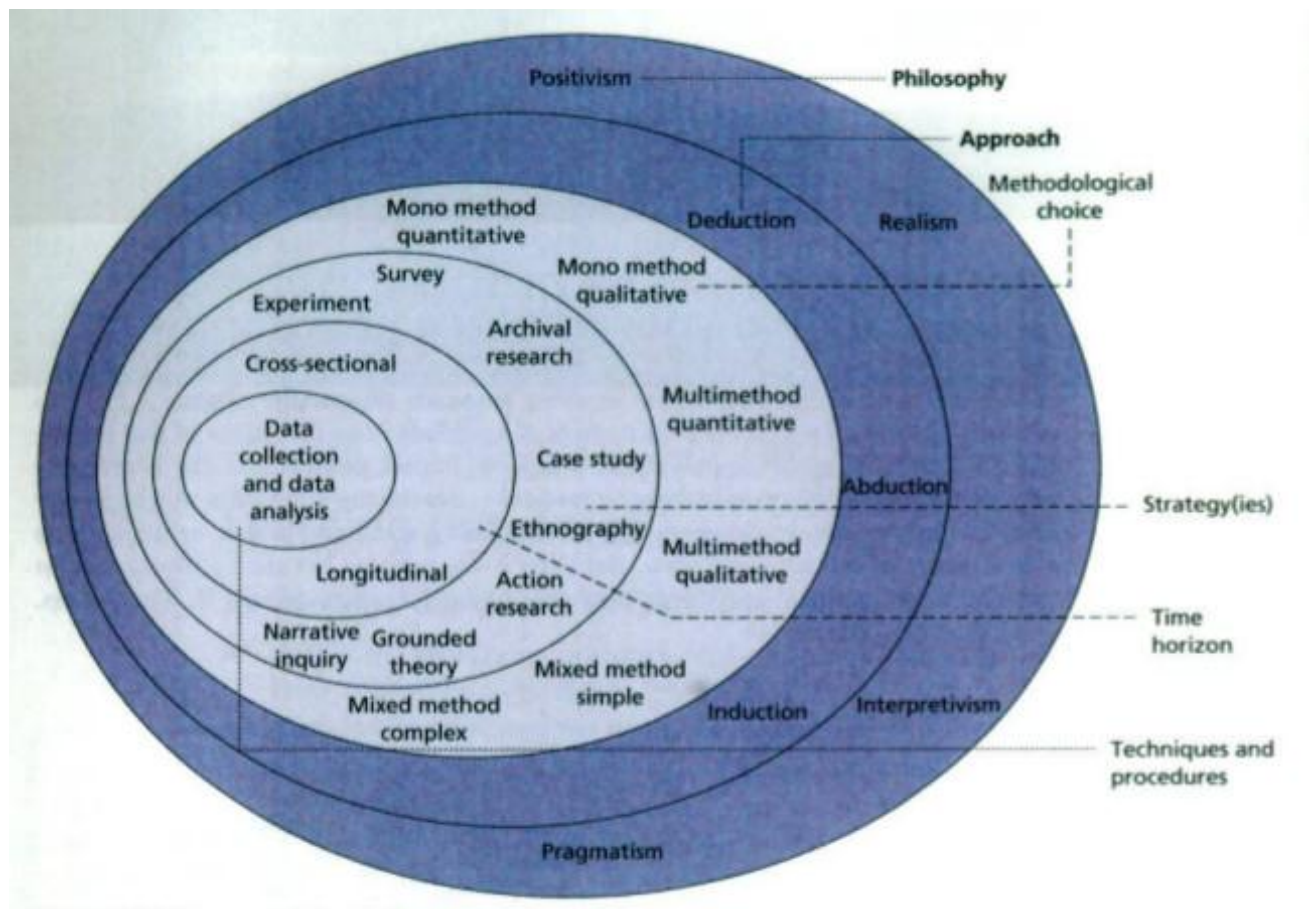 Positivism
Philosophy
Approach
Methodological
choice
Mono method
quantitative
Deduction
Realism
Survey
Mono method
qualitative
Experiment
Archival
research
Cross-sectional
Multimethod
quantitative
Data
collection
and data
analysis
Case study
Abduction
Strategy(ies)
Ethnography
Multimethod
qualitative
Longitudinal
Action
research
Time
horizon
Narrative
inquiry
Grounded
theory
Mixed method
simple
Mixed method
complex
Induction
Interpretivism
Techniques and
procedures
Pragmatism